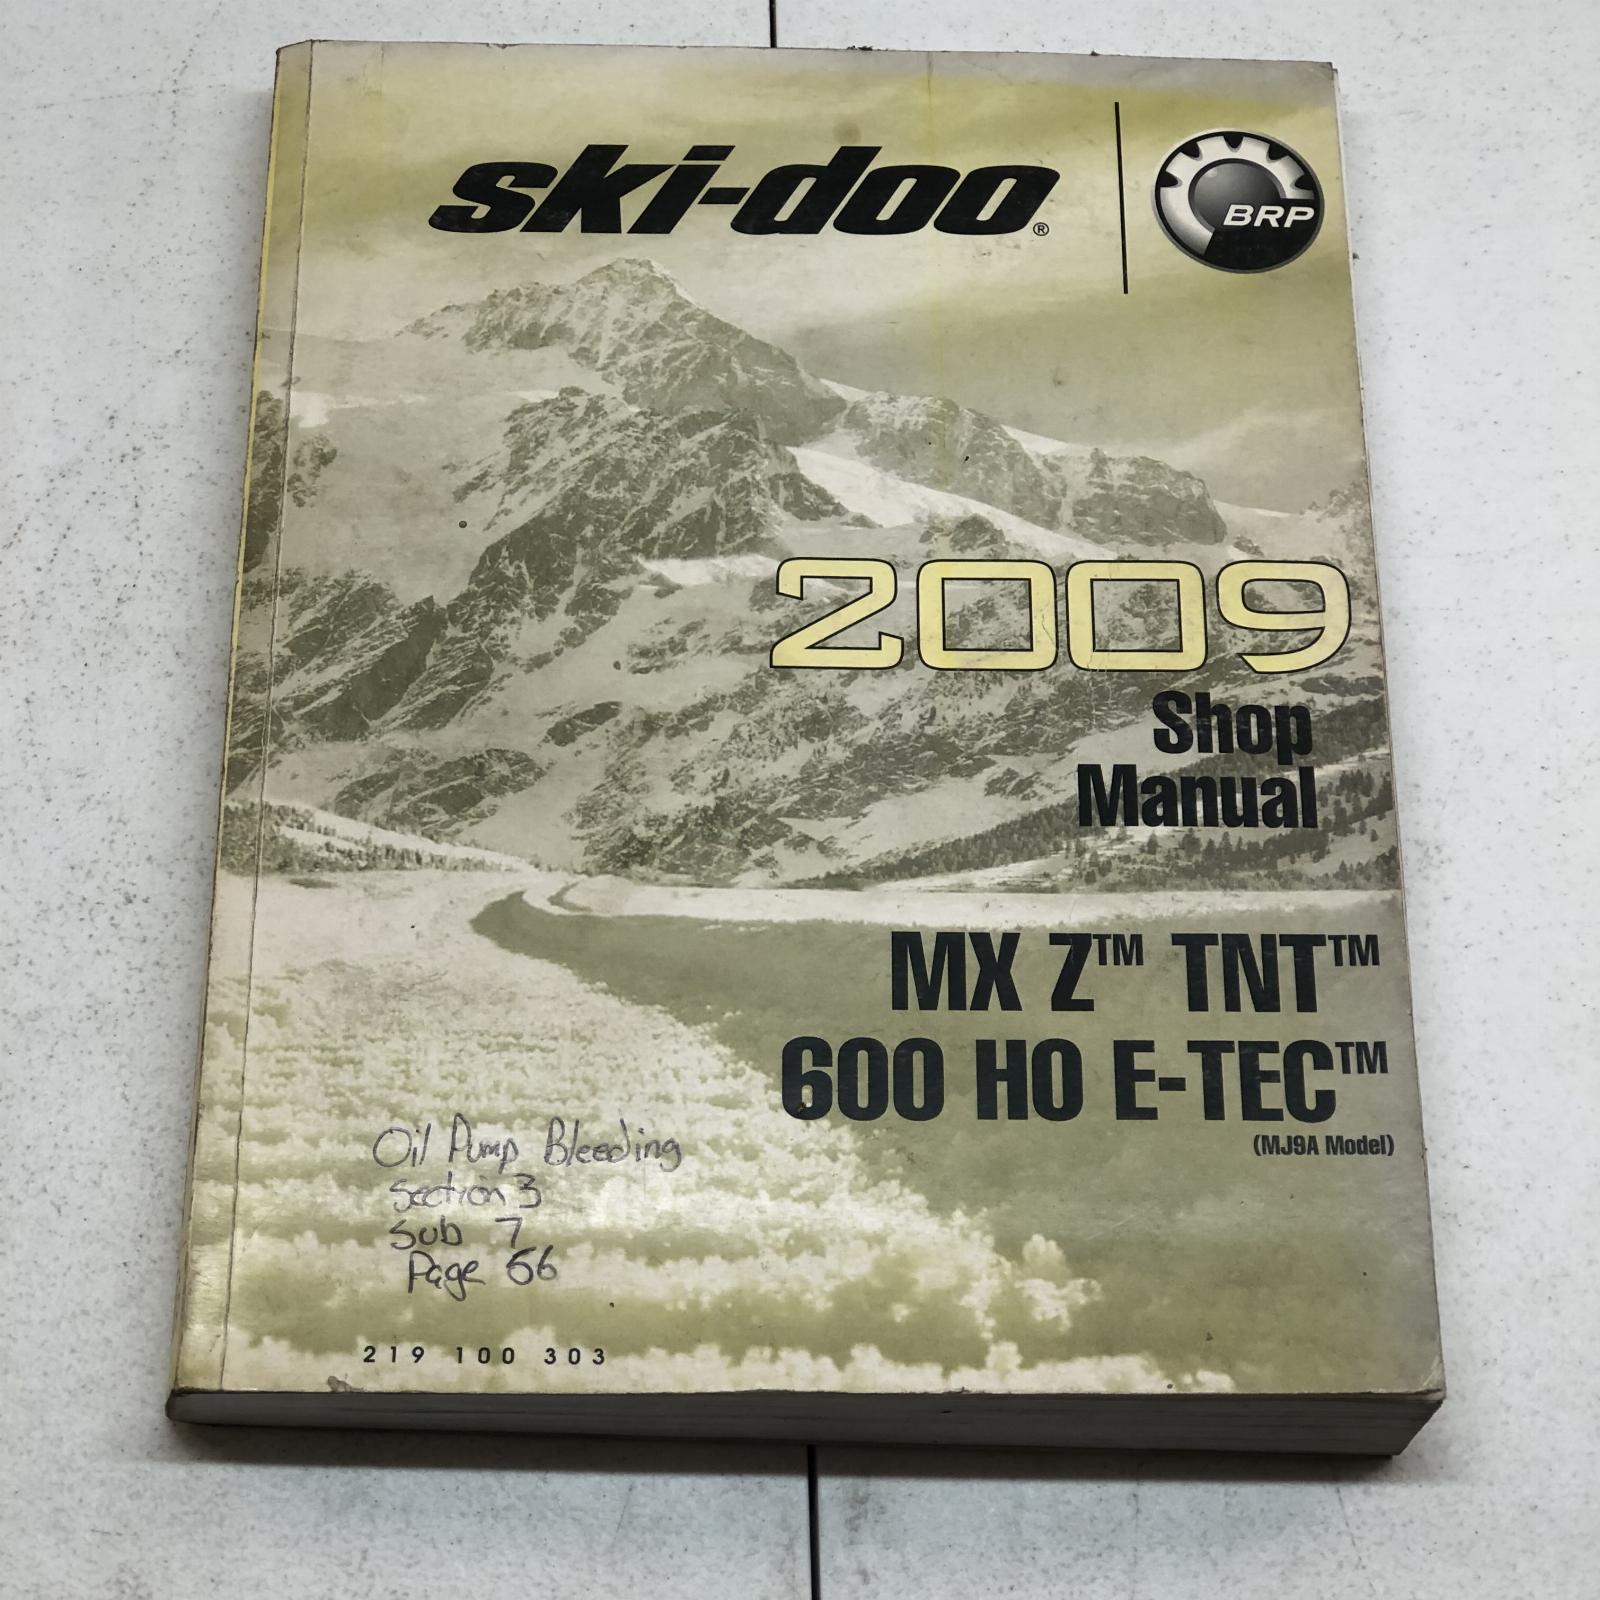 ski-doo®
BRP
2009
Shop
Manual
MX Z™ TNT™
600 HO E-TEC™
(MJ9A Model)
Oil Pump Bleeding
Section 3
Sub 7
Page 56
219 100 303